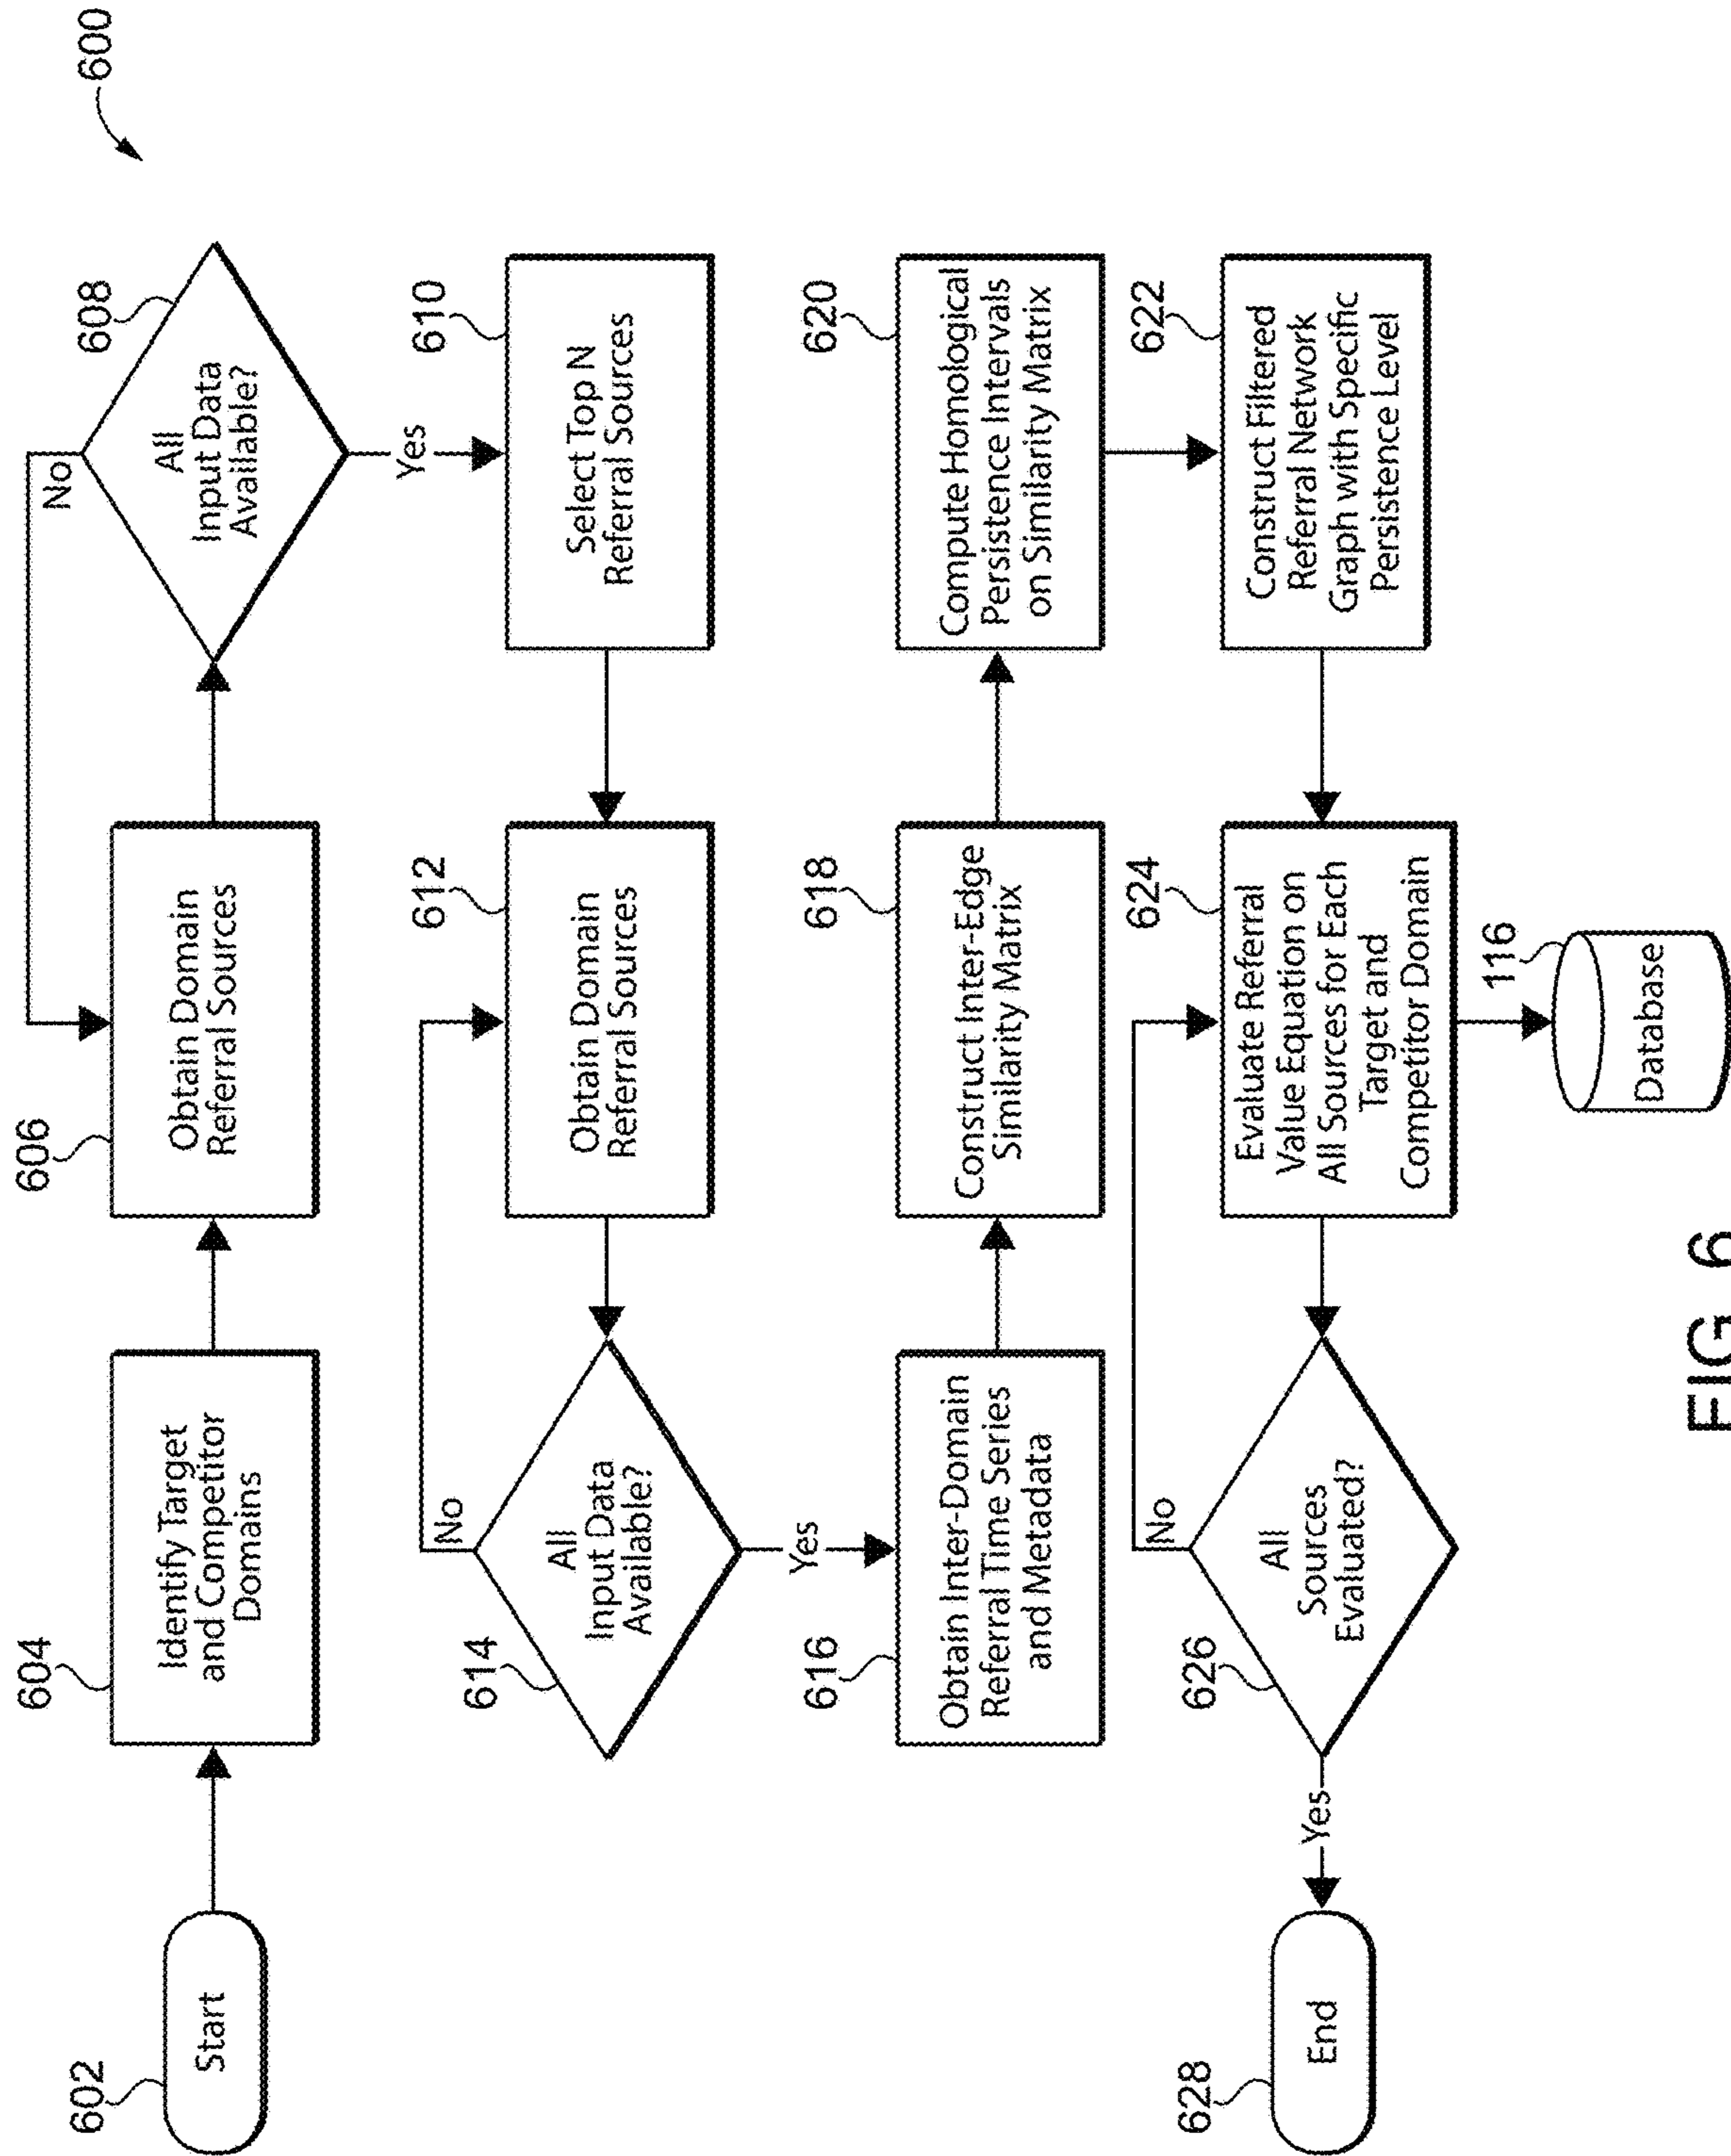 600
602
Start
604
Identify Target
and Competitor
Domains
606
Obtain Domain
Referral Sources
608
All
Input Data
Available?
No
Yes
610
Select Top N
Referral Sources
612
Obtain Domain
Referral Sources
614
All
Input Data
Available?
No
Yes
616
Obtain Inter-Domain
Referral Time Series
and Metadata
618
Construct Inter-Edge
Similarity Matrix
620
Compute Homological
Persistence Intervals
on Similarity Matrix
622
Construct Filtered
Referral Network
Graph with Specific
Persistence Level
624
Evaluate Referral
Value Equation on
All Sources for Each
Target and
Competitor Domain
116
Database
626
All
Sources
Evaluated?
No
Yes
628
End
FIG. 6